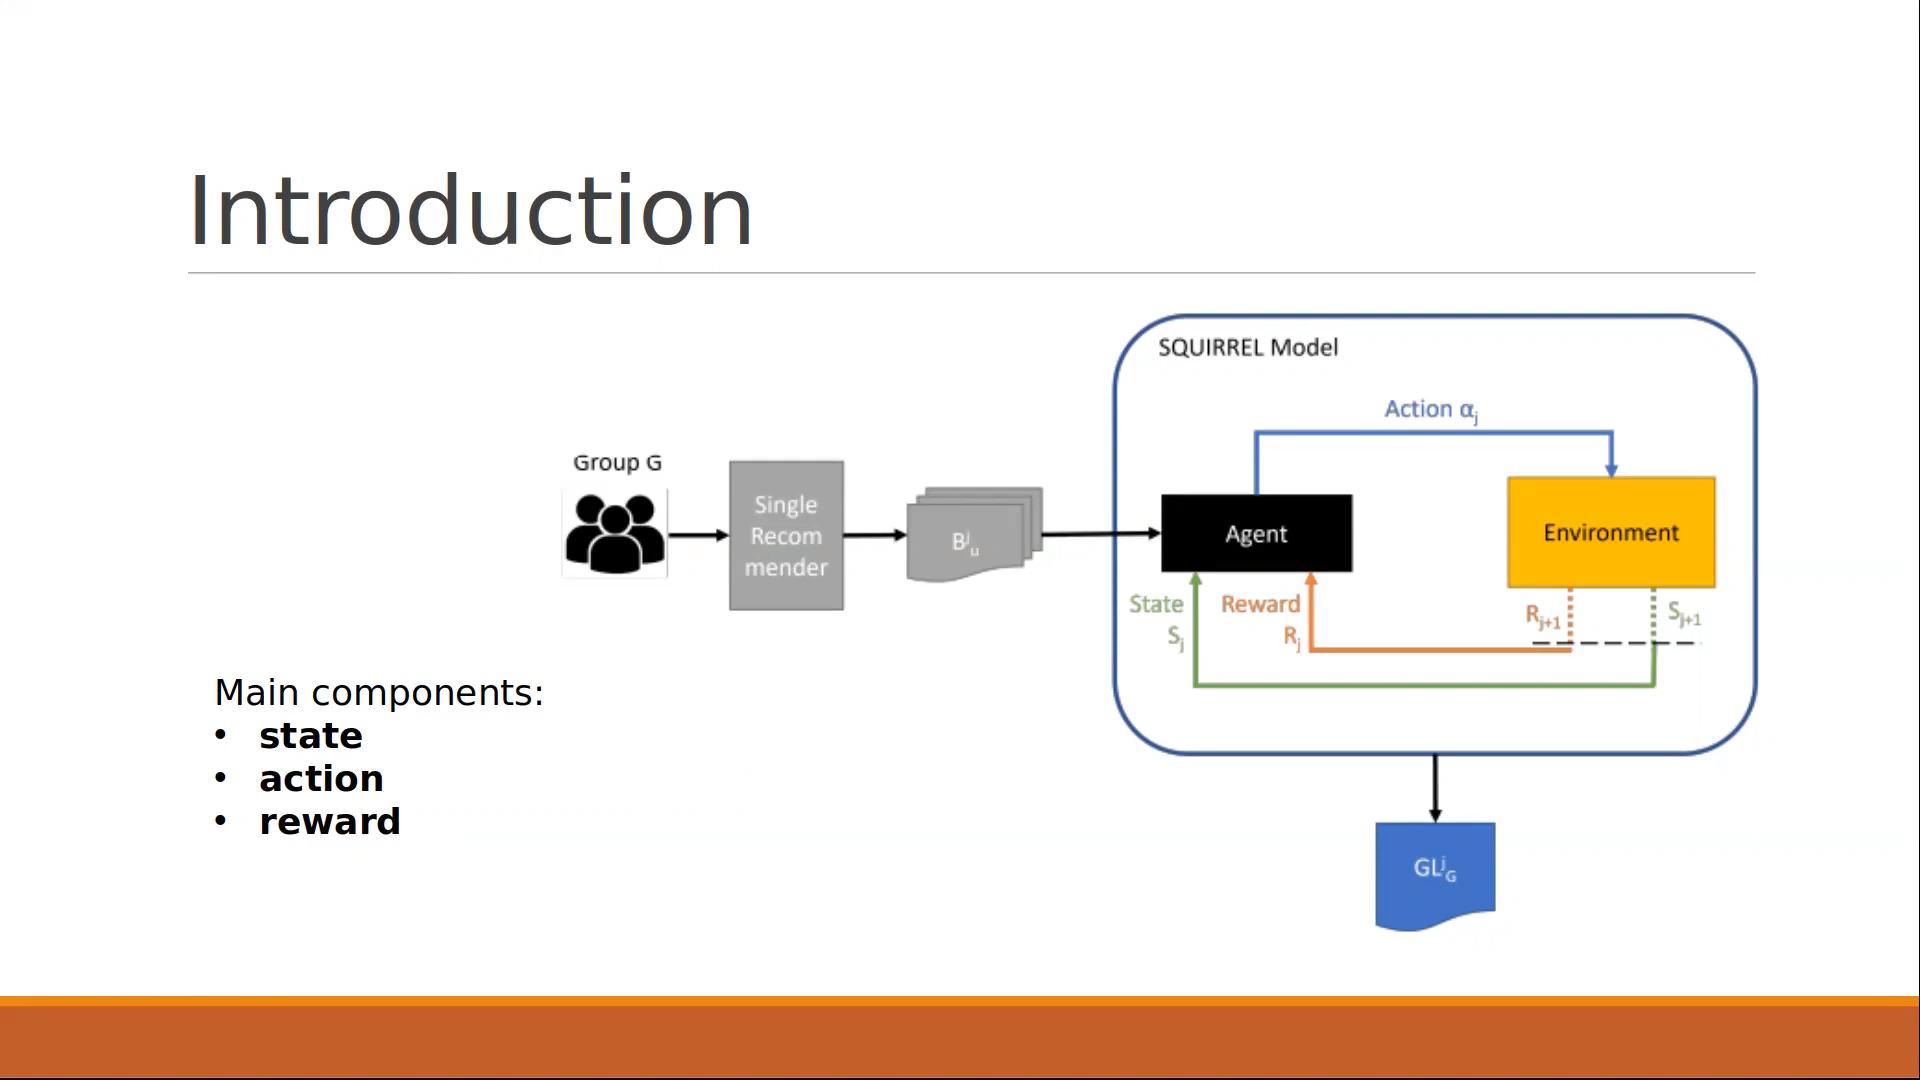 Introduction
SQUIRREL Model
Action αj
Group G
Single
Recom
mender
Bju
Agent
Environment
State
Sj
Reward
Rj
Rj+1
Sj+1
Main components:
• state
• action
• reward
GLjG